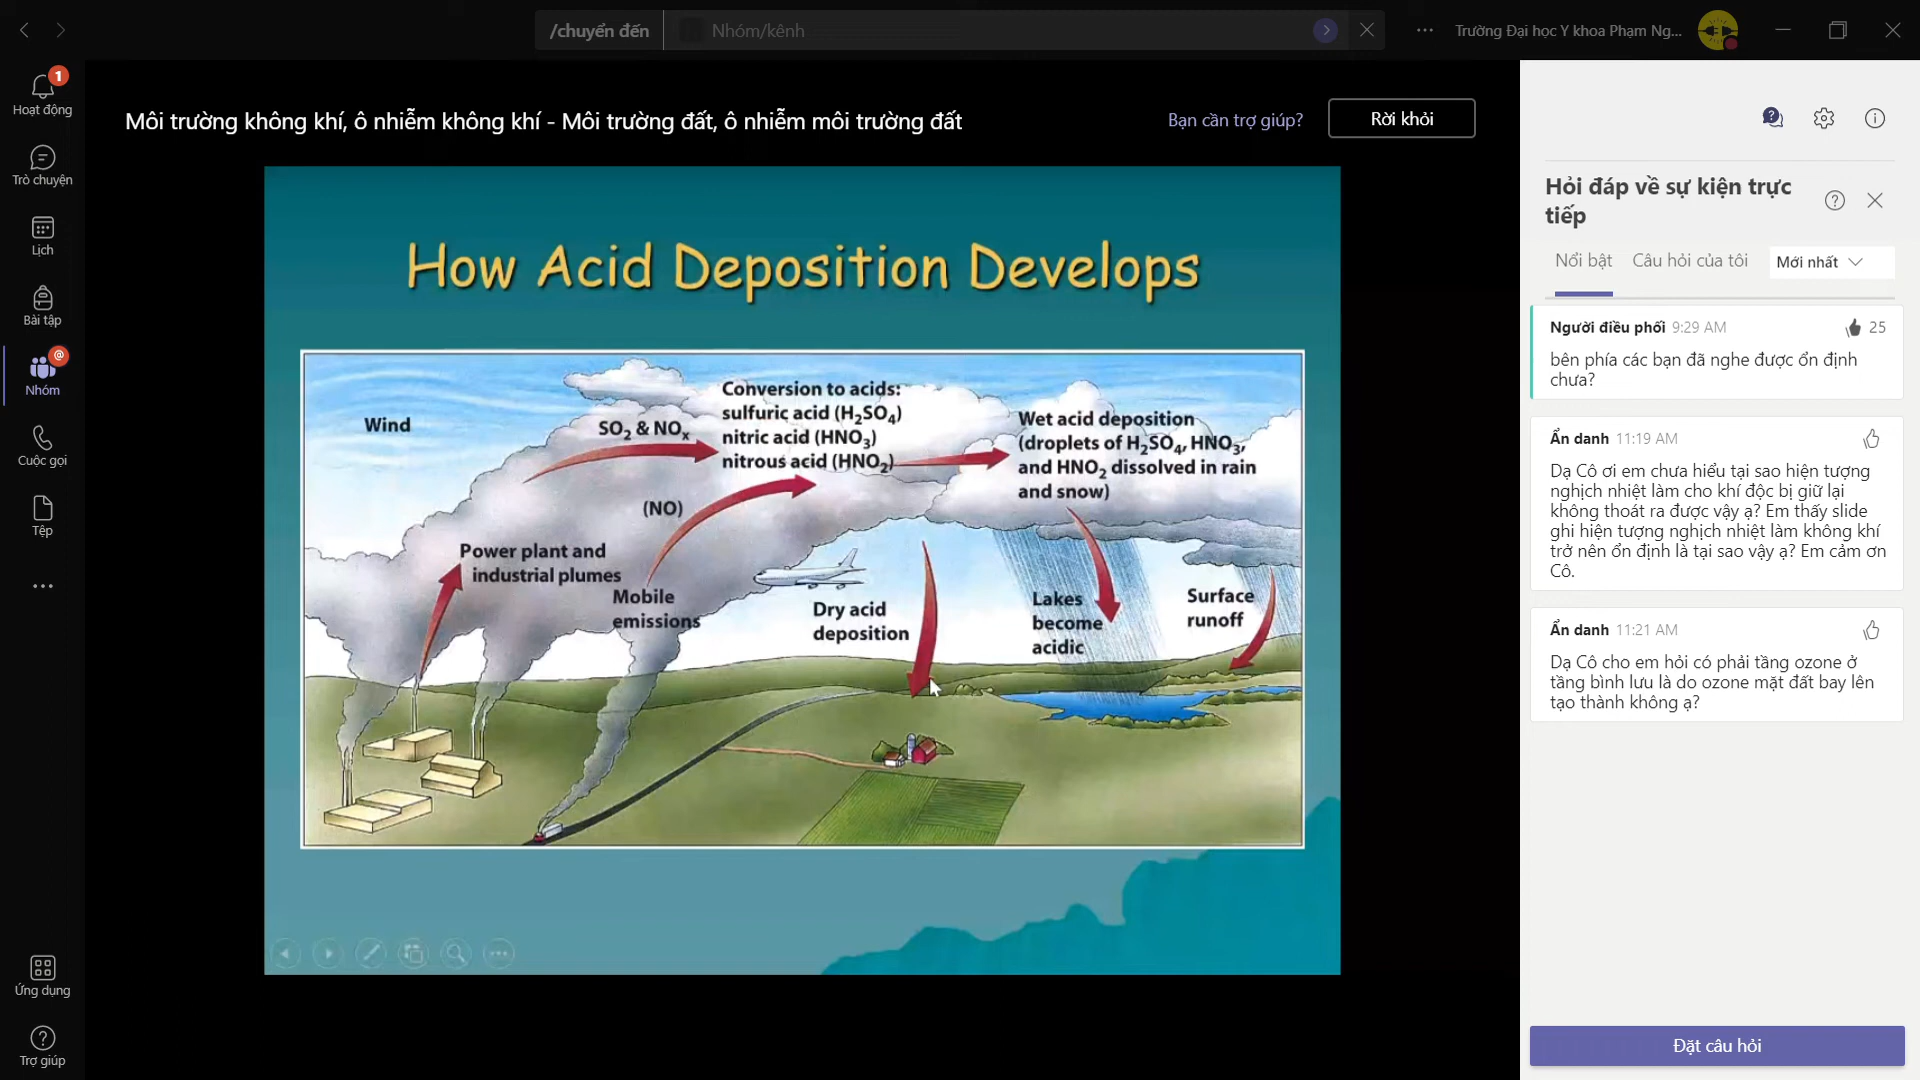 /chuyển đến
Nhóm/kênh
Trường Đại học Y khoa Phạm Ng...
1
Hoạt động
Trò chuyện
Lịch
Bài tập
@
Nhóm
Cuộc gọi
Tệp
Ứng dụng
Trợ giúp
Môi trường không khí, ô nhiễm không khí - Môi trường đất, ô nhiễm môi trường đất
Bạn cần trợ giúp?
Rời khỏi
How Acid Deposition Develops
Wind
SO₂ & NOₓ
Conversion to acids:
sulfuric acid (H₂SO₄)
nitric acid (HNO₃)
nitrous acid (HNO₂)
(NO)
Wet acid deposition
(droplets of H₂SO₄, HNO₃,
and HNO₂ dissolved in rain
and snow)
Power plant and
industrial plumes
Mobile
emissions
Dry acid
deposition
Lakes
become
acidic
Surface
runoff
Hỏi đáp về sự kiện trực
tiếp
Nổi bật
Câu hỏi của tôi
Mới nhất
Người điều phối 9:29 AM
25
bên phía các bạn đã nghe được ổn định
chưa?
Ẩn danh 11:19 AM
Dạ Cô ơi em chưa hiểu tại sao hiện tượng
nghịch nhiệt làm cho khí độc bị giữ lại
không thoát ra được vậy ạ? Em thấy slide
ghi hiện tượng nghịch nhiệt làm không khí
trở nên ổn định là tại sao vậy ạ? Em cảm ơn
Cô.
Ẩn danh 11:21 AM
Dạ Cô cho em hỏi có phải tầng ozone ở
tầng bình lưu là do ozone mặt đất bay lên
tạo thành không ạ?
Đặt câu hỏi